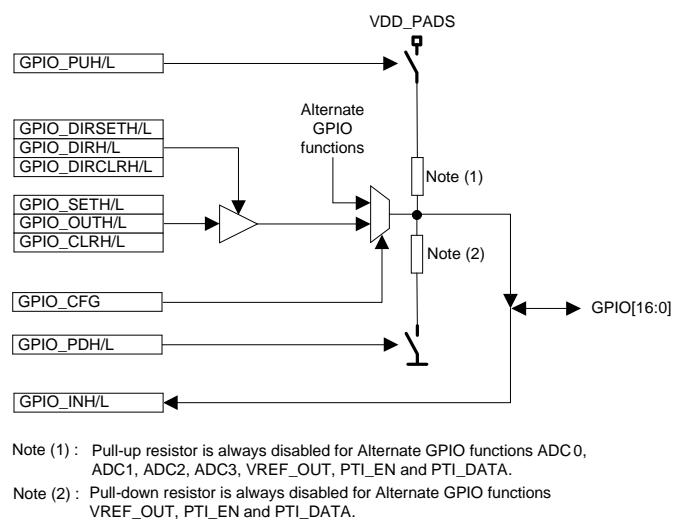 VDD_PADS
GPIO_PUH/L
Alternate
GPIO
functions
GPIO_DIRSETH/L
GPIO_DIRH/L
GPIO_DIRCLRH/L
Note (1)
GPIO_SETH/L
GPIO_OUTH/L
GPIO_CLRH/L
Note (2)
GPIO_CFG
GPIO[16:0]
GPIO_PDH/L
GPIO_INH/L
Note (1) : Pull-up resistor is always disabled for Alternate GPIO functions ADC0,
ADC1, ADC2, ADC3, VREF_OUT, PTI_EN and PTI_DATA.
Note (2) : Pull-down resistor is always disabled for Alternate GPIO functions
VREF_OUT, PTI_EN and PTI_DATA.